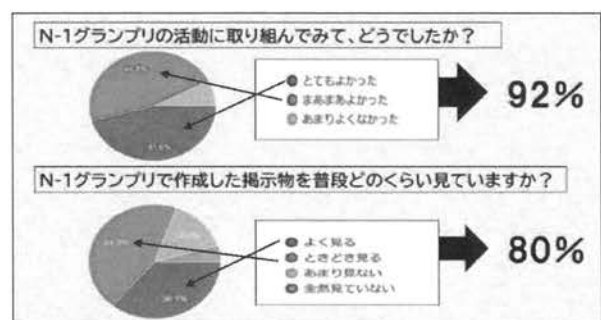 N-1グランプリの活動に取り組んでみて、どうでしたか？
とてもよかった
まあまあよかった
あまりよくなかった
92%
N-1グランプリで作成した掲示物を普段どのくらい見ていますか？
よく見る
ときどき見る
あまり見ない
全然見ていない
80%